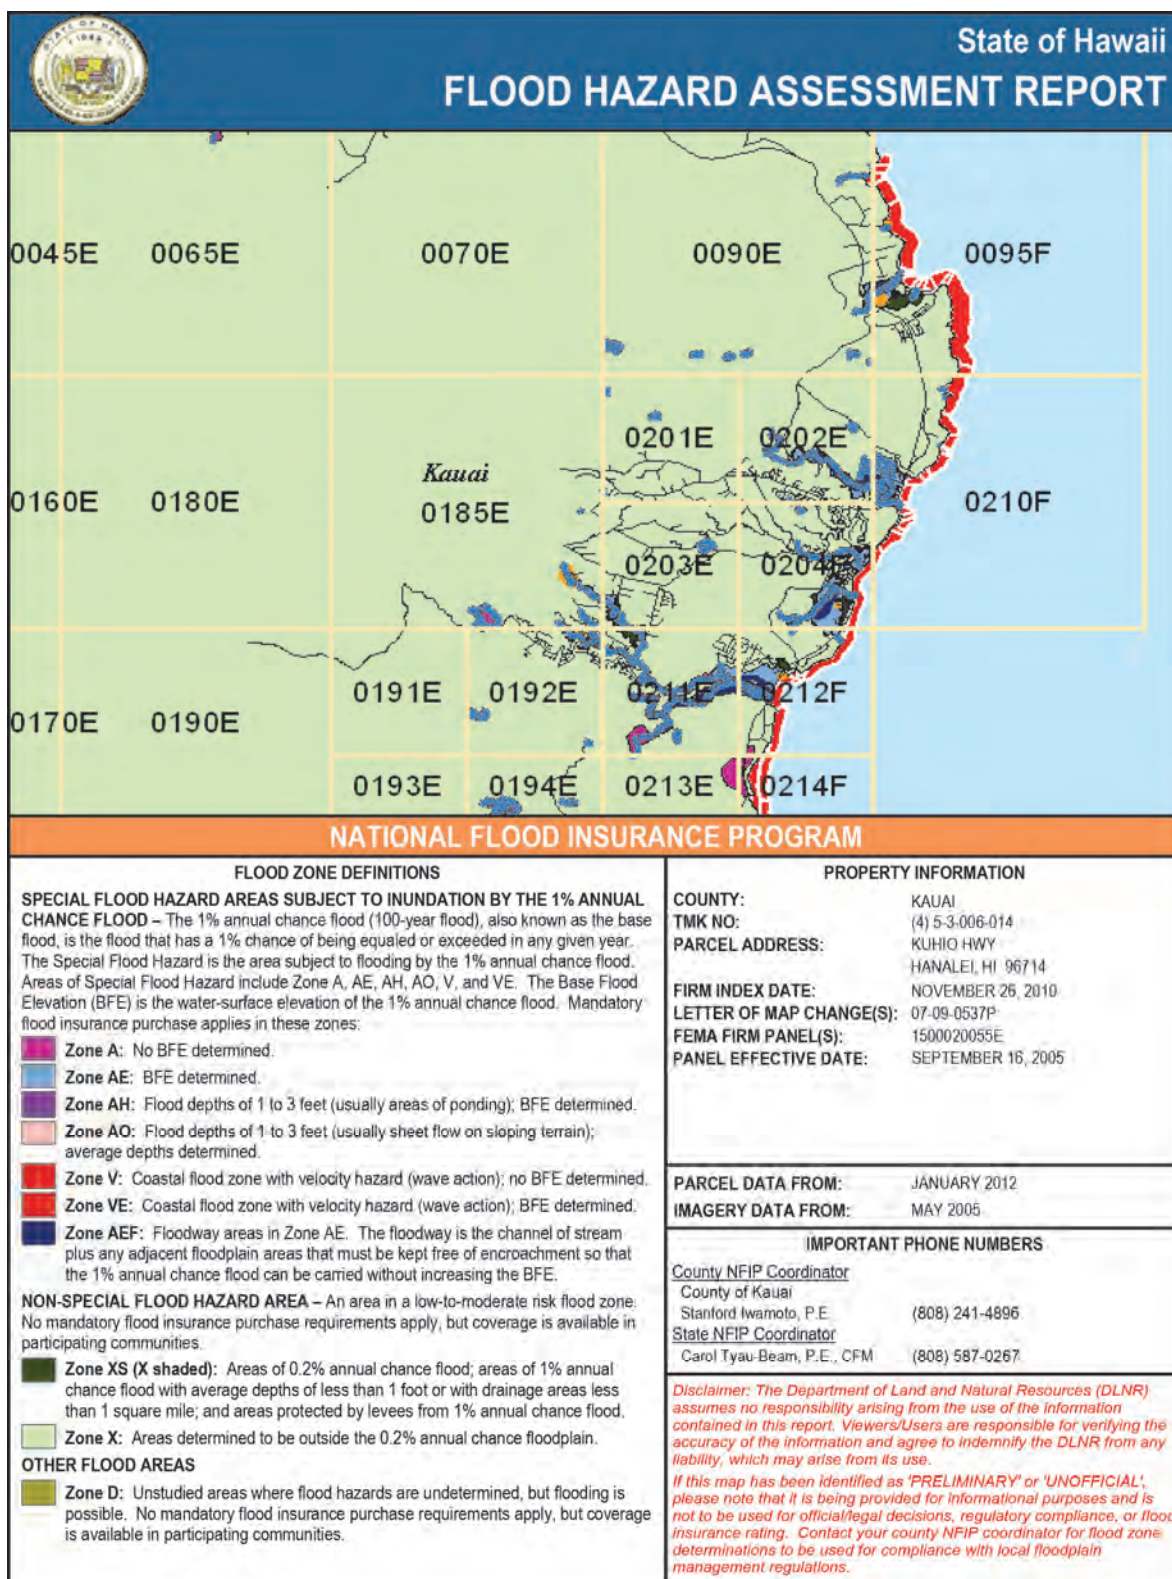 STATE OF HAWAII
1959
State of Hawaii
FLOOD HAZARD ASSESSMENT REPORT
0045E 0065E 0070E 0090E 0095F
0201E 0202E
Kauai
0160E 0180E 0185E 0210F
0203E 0204F
0191E 0192E 0211E 0212F
0170E 0190E
0193E 0194E 0213E 0214F
NATIONAL FLOOD INSURANCE PROGRAM
FLOOD ZONE DEFINITIONS
SPECIAL FLOOD HAZARD AREAS SUBJECT TO INUNDATION BY THE 1% ANNUAL
CHANCE FLOOD – The 1% annual chance flood (100-year flood), also known as the base
flood, is the flood that has a 1% chance of being equaled or exceeded in any given year.
The Special Flood Hazard is the area subject to flooding by the 1% annual chance flood.
Areas of Special Flood Hazard include Zone A, AE, AH, AO, V, and VE. The Base Flood
Elevation (BFE) is the water-surface elevation of the 1% annual chance flood. Mandatory
flood insurance purchase applies in these zones:
Zone A: No BFE determined.
Zone AE: BFE determined.
Zone AH: Flood depths of 1 to 3 feet (usually areas of ponding); BFE determined.
Zone AO: Flood depths of 1 to 3 feet (usually sheet flow on sloping terrain);
average depths determined.
Zone V: Coastal flood zone with velocity hazard (wave action); no BFE determined.
Zone VE: Coastal flood zone with velocity hazard (wave action); BFE determined.
Zone AEF: Floodway areas in Zone AE. The floodway is the channel of stream
plus any adjacent floodplain areas that must be kept free of encroachment so that
the 1% annual chance flood can be carried without increasing the BFE.
NON-SPECIAL FLOOD HAZARD AREA – An area in a low-to-moderate risk flood zone.
No mandatory flood insurance purchase requirements apply, but coverage is available in
participating communities.
Zone XS (X shaded): Areas of 0.2% annual chance flood; areas of 1% annual
chance flood with average depths of less than 1 foot or with drainage areas less
than 1 square mile; and areas protected by levees from 1% annual chance flood.
Zone X: Areas determined to be outside the 0.2% annual chance floodplain.
OTHER FLOOD AREAS
Zone D: Unstudied areas where flood hazards are undetermined, but flooding is
possible. No mandatory flood insurance purchase requirements apply, but coverage
is available in participating communities.
PROPERTY INFORMATION
COUNTY: KAUAI
TMK NO: (4) 5-3-006-014
PARCEL ADDRESS: KUHIO HWY
HANALEI, HI 96714
FIRM INDEX DATE: NOVEMBER 26, 2010
LETTER OF MAP CHANGE(S): 07-09-0537P
FEMA FIRM PANEL(S): 1500020055E
PANEL EFFECTIVE DATE: SEPTEMBER 16, 2005
PARCEL DATA FROM: JANUARY 2012
IMAGERY DATA FROM: MAY 2005
IMPORTANT PHONE NUMBERS
County NFIP Coordinator
County of Kauai
Stanford Iwamoto, P.E. (808) 241-4896
State NFIP Coordinator
Carol Tyau-Beam, P.E., CFM (808) 587-0267
Disclaimer: The Department of Land and Natural Resources (DLNR)
assumes no responsibility arising from the use of the information
contained in this report. Viewers/Users are responsible for verifying the
accuracy of the information and agree to indemnify the DLNR from any
liability, which may arise from its use.
If this map has been identified as 'PRELIMINARY' or 'UNOFFICIAL',
please note that it is being provided for informational purposes and is
not to be used for official/legal decisions, regulatory compliance, or flood
insurance rating. Contact your county NFIP coordinator for flood zone
determinations to be used for compliance with local floodplain
management regulations.